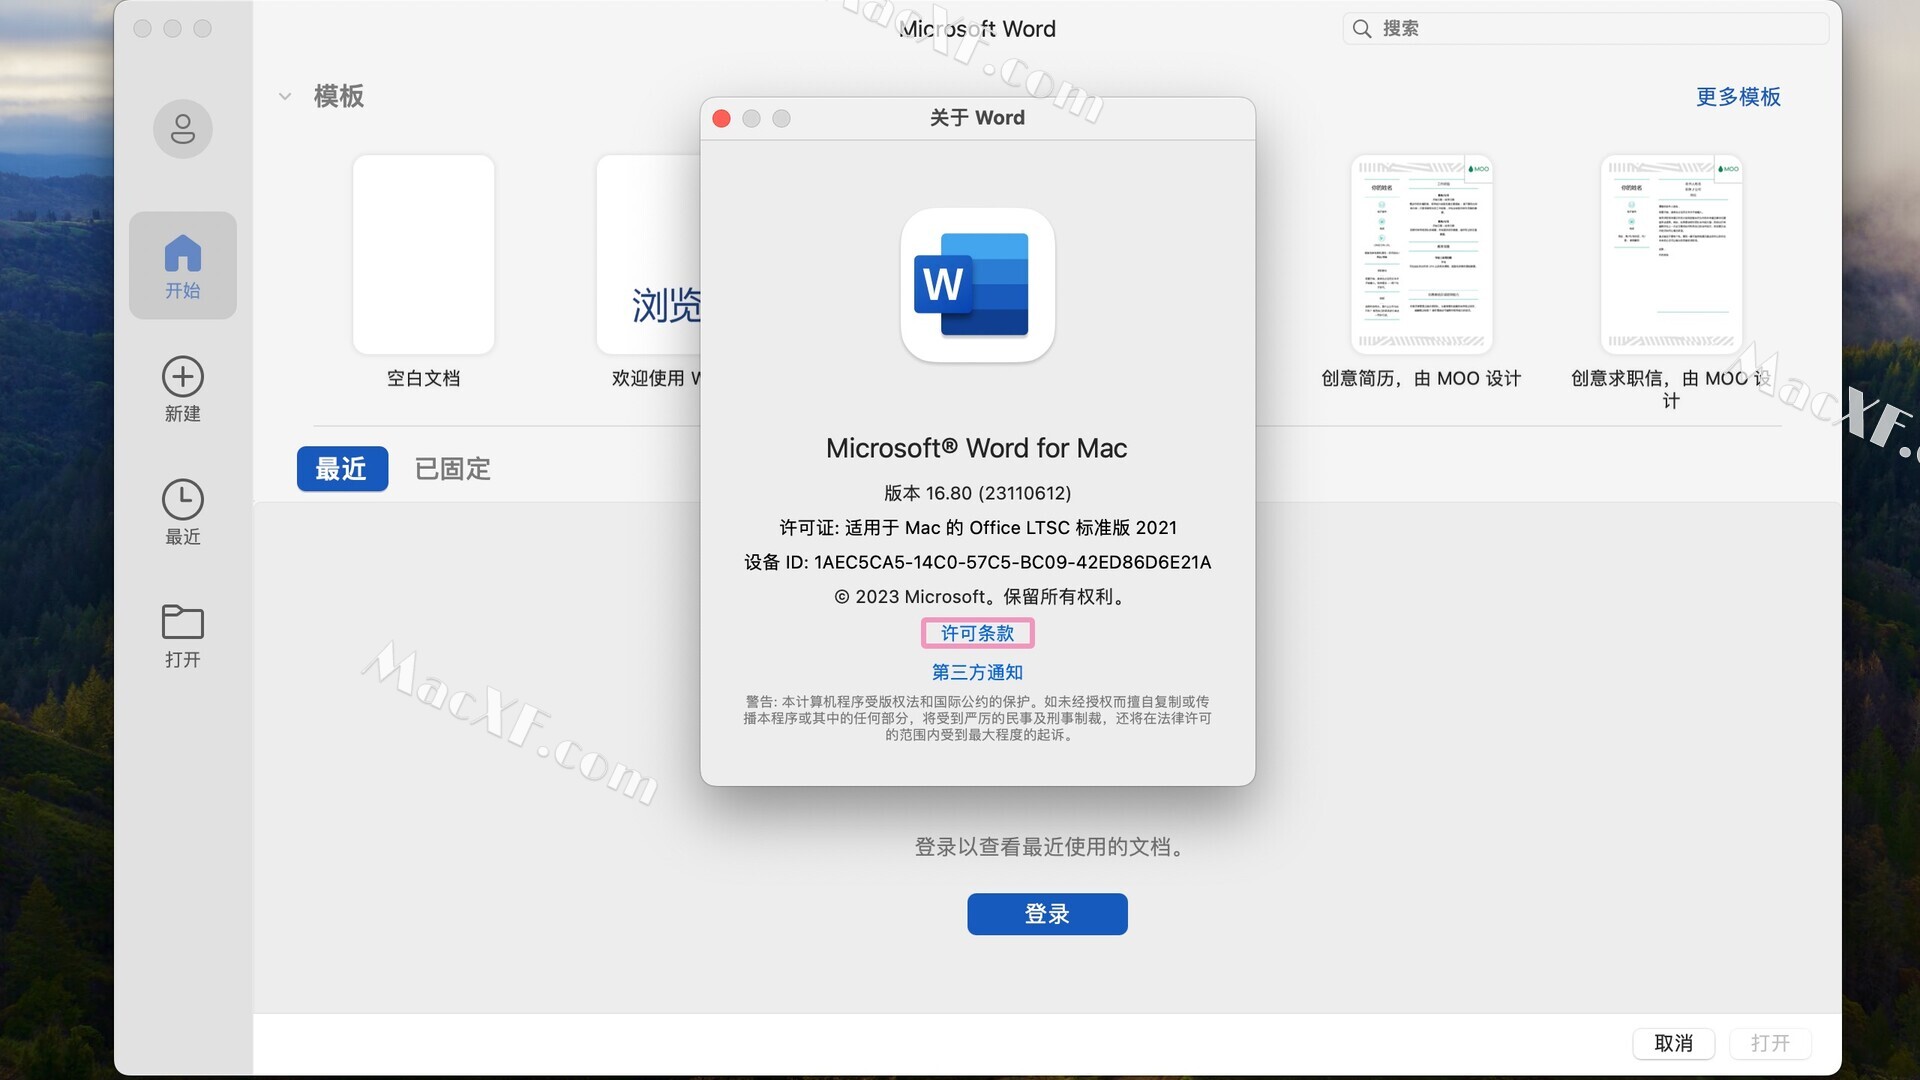 Microsoft Word
搜索
模板
更多模板
关于 Word
浏览
W
MOO
MOO
你的姓名
你的姓名
开始
空白文档
欢迎使用 W
创意简历，由 MOO 设计
创意求职信，由 MOO 设
计
新建
Microsoft® Word for Mac
最近
已固定
版本 16.80 (23110612)
许可证: 适用于 Mac 的 Office LTSC 标准版 2021
最近
设备 ID: 1AEC5CA5-14C0-57C5-BC09-42ED86D6E21A
© 2023 Microsoft。保留所有权利。
许可条款
打开
第三方通知
警告: 本计算机程序受版权法和国际公约的保护。如未经授权而擅自复制或传
播本程序或其中的任何部分，将受到严厉的民事及刑事制裁，还将在法律许可
的范围内受到最大程度的起诉。
登录以查看最近使用的文档。
登录
取消
打开
MacXF.com
MacXF.com
MacXF.c